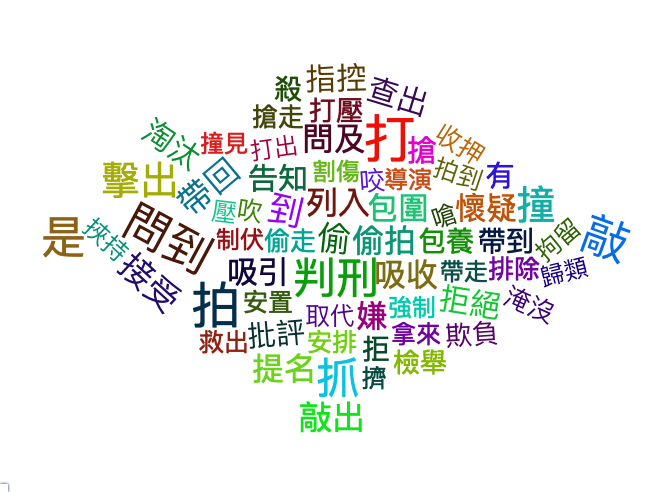 殺
指控
查出
搶走
打壓
淘汰
撞見
打出
問及
打
搶
收押
擊出
回
告知
割傷
咬
導演
拍到
有
壓
吹
到
列入
包圍
嗆
懷疑
撞
是
挾持
問到
制伏
偷走
偷
偷拍
包養
帶到
拘留
敲
接受
吸引
判刑
吸收
帶走
排除
歸類
拍
安置
取代
嫌
強制
拒絕
淹沒
救出
批評
安排
拒
拿來
欺負
提名
抓
擠
檢舉
敲出